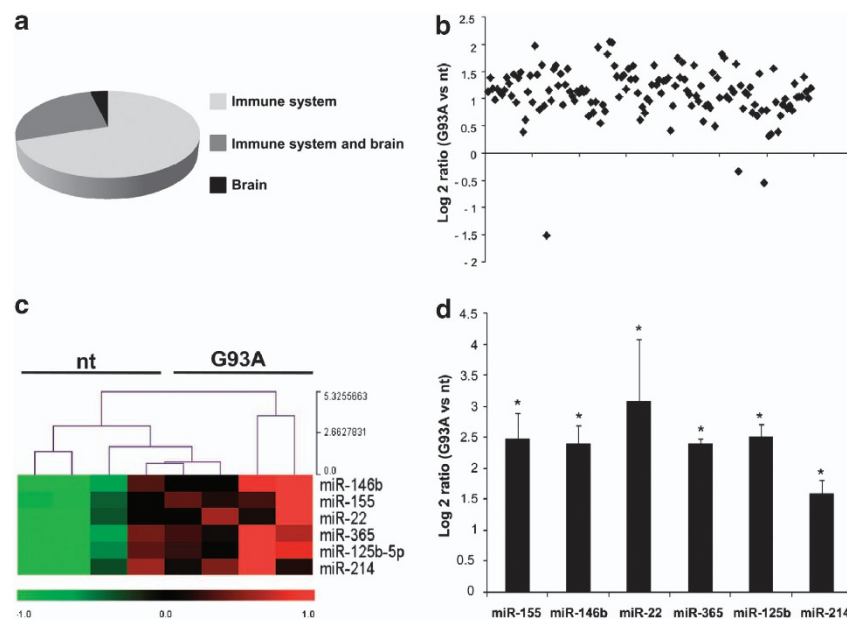 a
Immune system
Immune system and brain
Brain
b
Log 2 ratio (G93A vs nt)
2.5
2
1.5
1
0.5
0
- 0.5
- 1
- 1.5
- 2
c
nt
G93A
5.3255663
2.6627831
0.0
miR-146b
miR-155
miR-22
miR-365
miR-125b-5p
miR-214
-1.0
0.0
1.0
d
Log 2 ratio (G93A vs nt)
4.5
4
3.5
3
2.5
2
1.5
1
0.5
0
* * * * * *
miR-155 miR-146b miR-22 miR-365 miR-125b miR-214